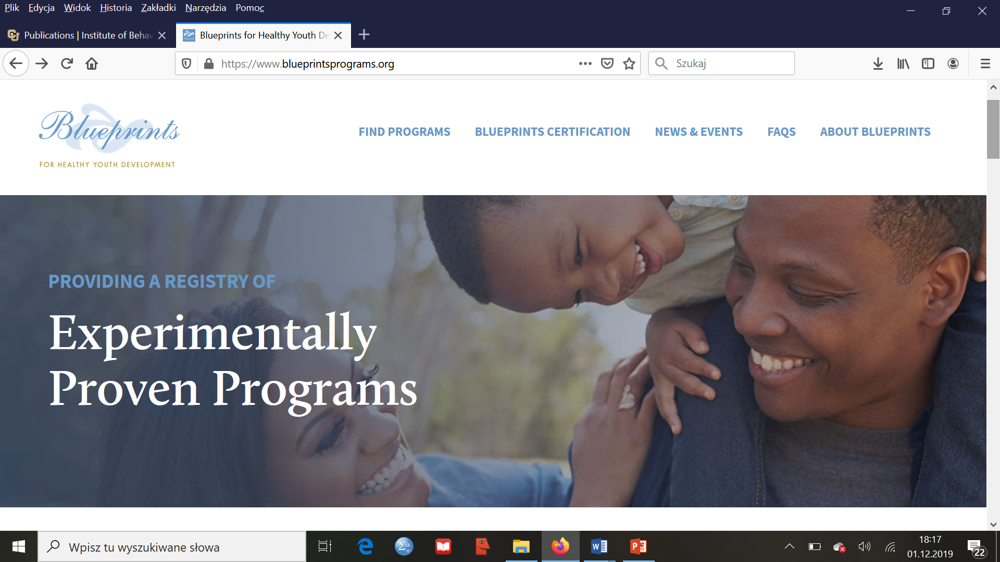 Plik Edycja Widok Historia Zakładki Narzędzia Pomoc
Publications | Institute of Behav
Blueprints for Healthy Youth De
https://www.blueprintsprograms.org
Szukaj
Blueprints
FOR HEALTHY YOUTH DEVELOPMENT
FIND PROGRAMS BLUEPRINTS CERTIFICATION NEWS & EVENTS FAQS ABOUT BLUEPRINTS
PROVIDING A REGISTRY OF
Experimentally
Proven Programs
Wpisz tu wyszukiwane słowa
18:17
01.12.2019
22